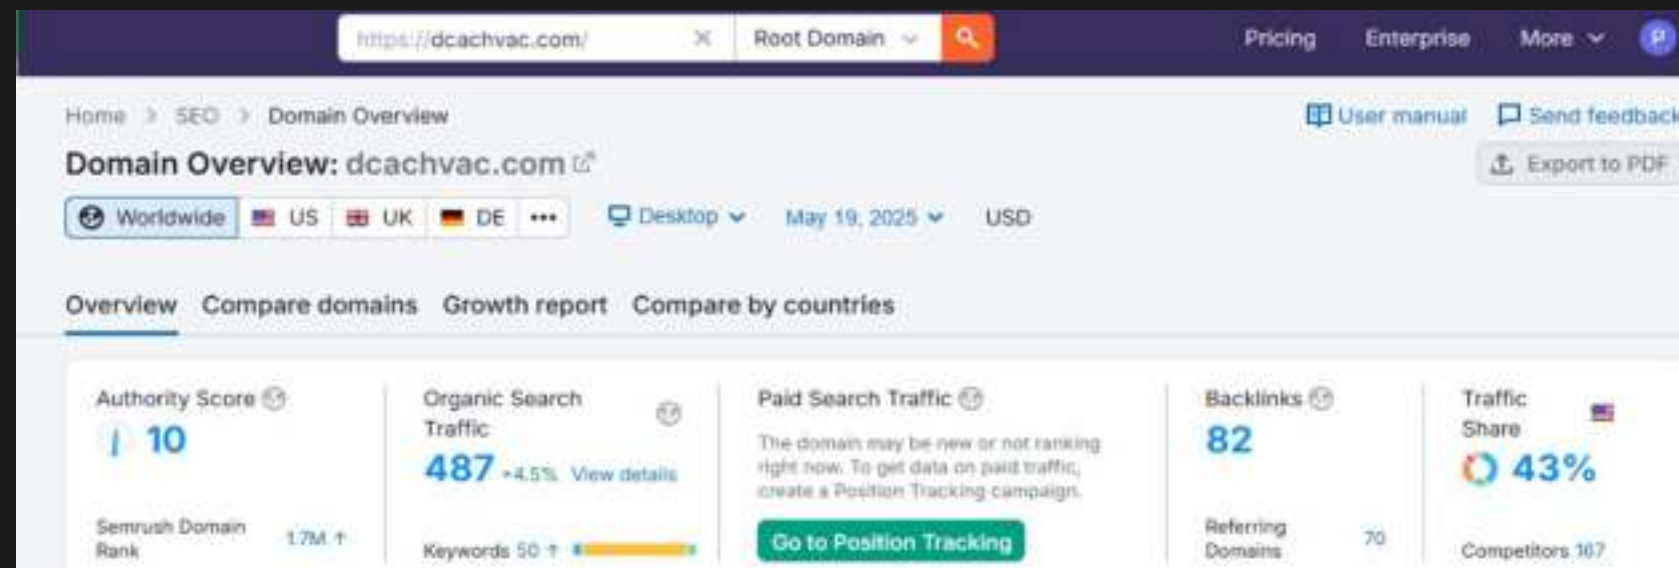 https://dcachvac.com/ × Root Domain Pricing Enterprise More P
Home > SEO > Domain Overview User manual Send feedback
Domain Overview: dcachvac.com Export to PDF
Worldwide US UK DE ••• Desktop May 19, 2025 USD
Overview Compare domains Growth report Compare by countries
Authority Score
10
Semrush Domain
Rank
1.7M ↑
Organic Search
Traffic
487 +4.5% View details
Keywords 50 ↑
Paid Search Traffic
The domain may be new or not ranking
right now. To get data on paid traffic,
create a Position Tracking campaign.
Go to Position Tracking
Backlinks
82
Referring
Domains
70
Traffic
Share
43%
Competitors 167